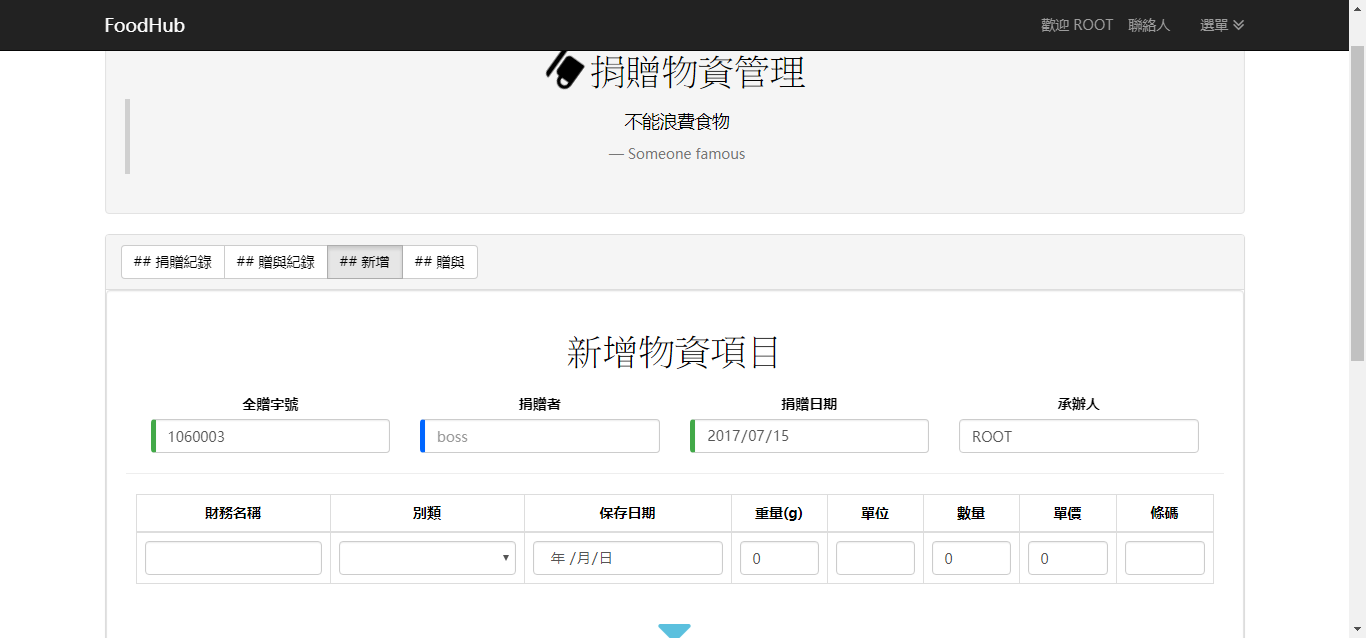 FoodHub 歡迎 ROOT 聯絡人 選單
捐贈物資管理
不能浪費食物
— Someone famous
## 捐贈紀錄 ## 贈與紀錄 ## 新增 ## 贈與
新增物資項目
全贈字號 捐贈者 捐贈日期 承辦人
1060003 boss 2017/07/15 ROOT
財務名稱 別類 保存日期 重量(g) 單位 數量 單價 條碼
年 /月/日 0 0 0